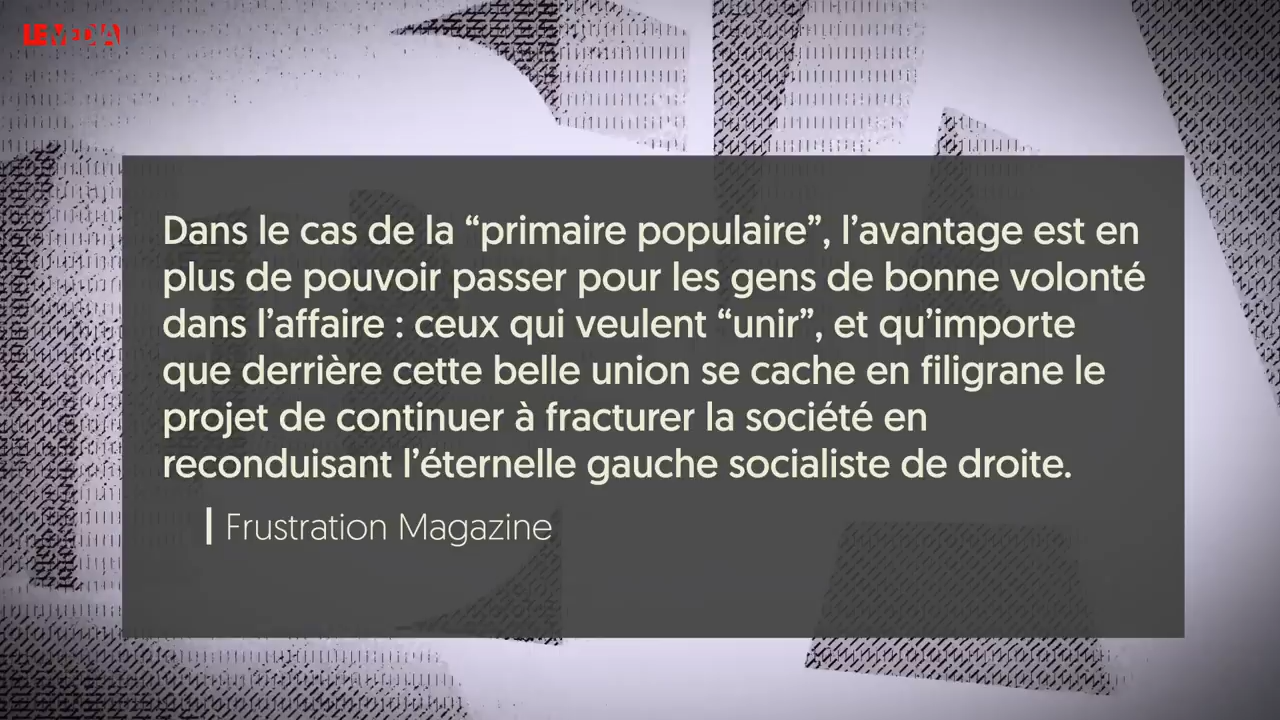 LEMEDIA
Dans le cas de la “primaire populaire”, l’avantage est en
plus de pouvoir passer pour les gens de bonne volonté
dans l’affaire : ceux qui veulent “unir”, et qu’importe
que derrière cette belle union se cache en filigrane le
projet de continuer à fracturer la société en
reconduisant l’éternelle gauche socialiste de droite.
Frustration Magazine